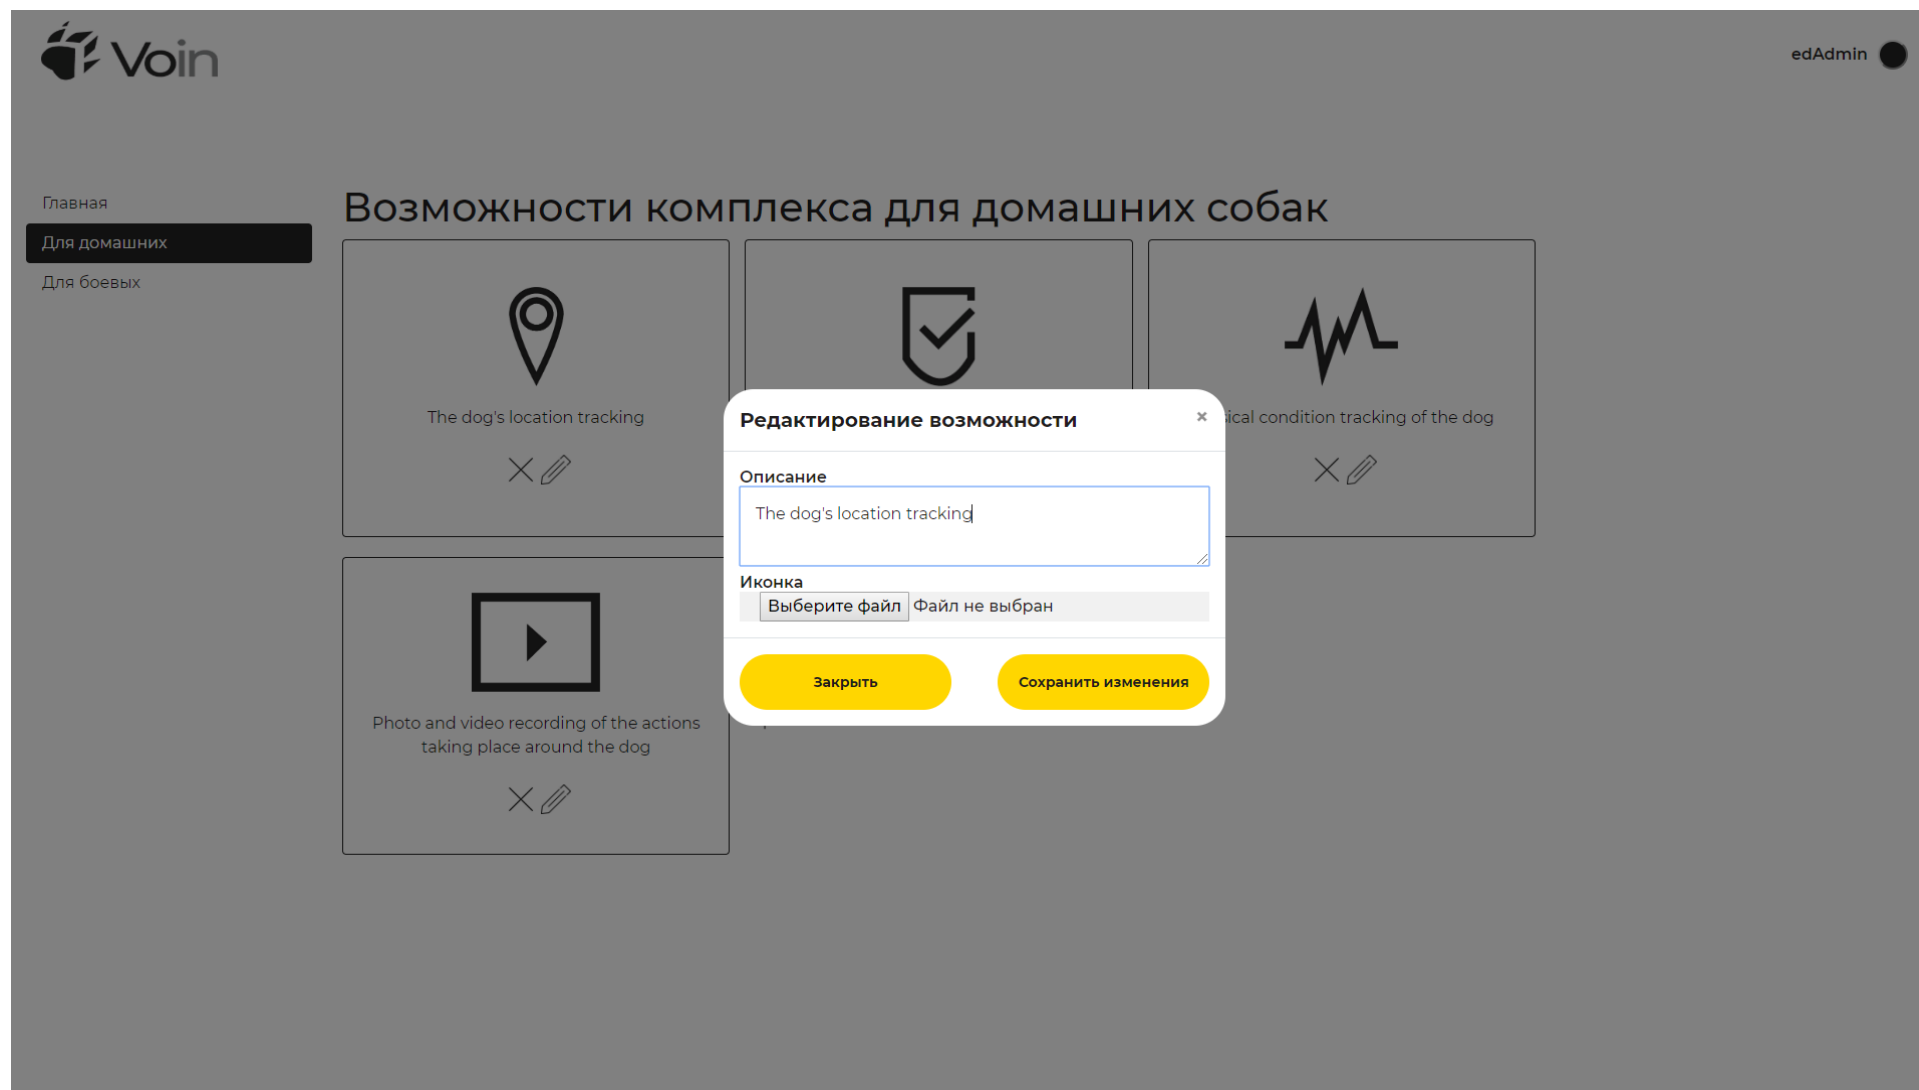 Voin
edAdmin
Главная
Для домашних
Для боевых
Возможности комплекса для домашних собак
The dog's location tracking
ical condition tracking of the dog
Photo and video recording of the actions
taking place around the dog
Редактирование возможности
×
Описание
The dog's location tracking
Иконка
Выберите файл Файл не выбран
Закрыть
Сохранить изменения